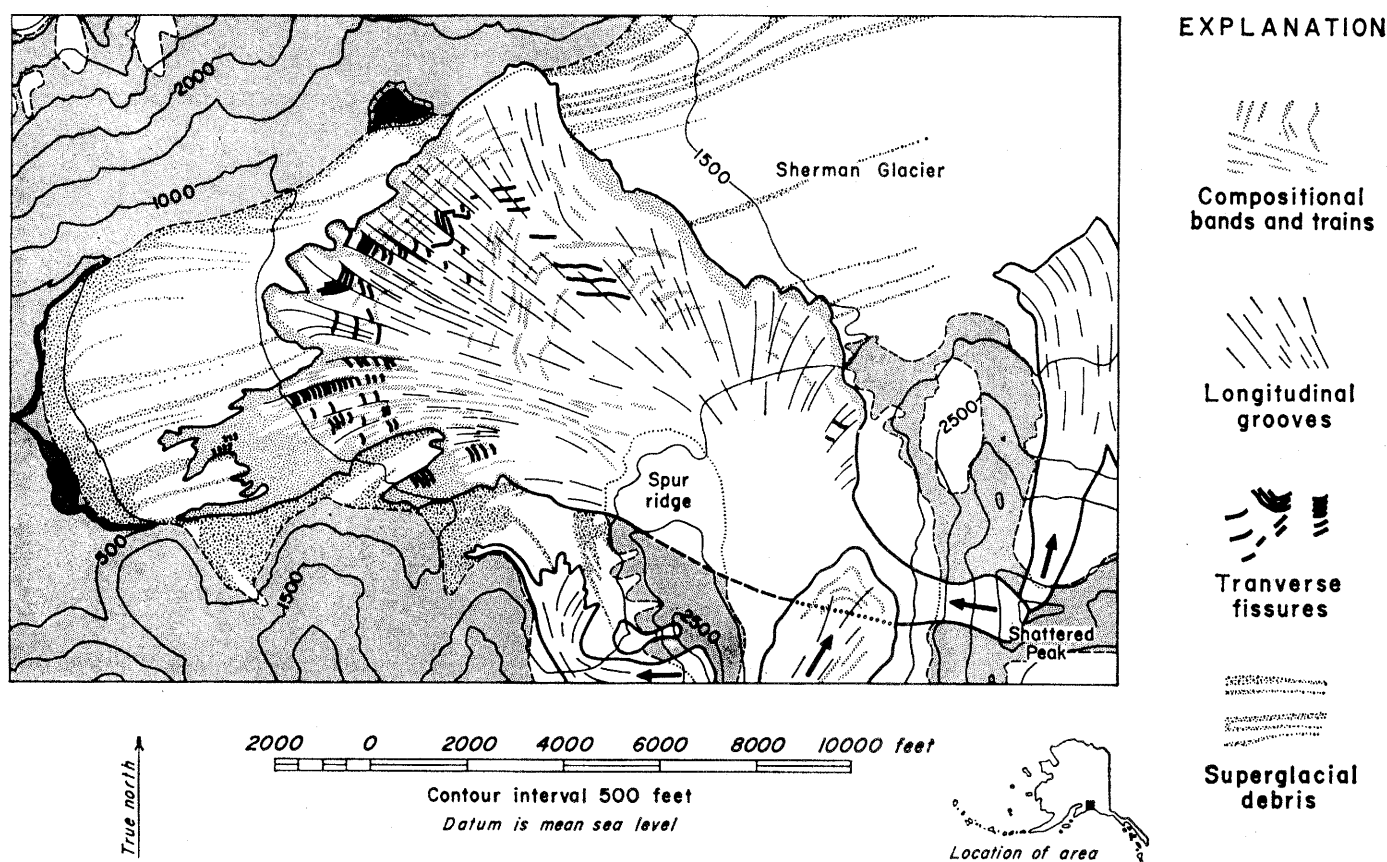 EXPLANATION
2000
1500
Sherman Glacier
1000
Compositional
bands and trains
Longitudinal
grooves
2500
Spur
ridge
500
1500
2500
Tranverse
fissures
Shattered
Peak
Superglacial
debris
True north
2000 0 2000 4000 6000 8000 10000 feet
Contour interval 500 feet
Datum is mean sea level
Location of area